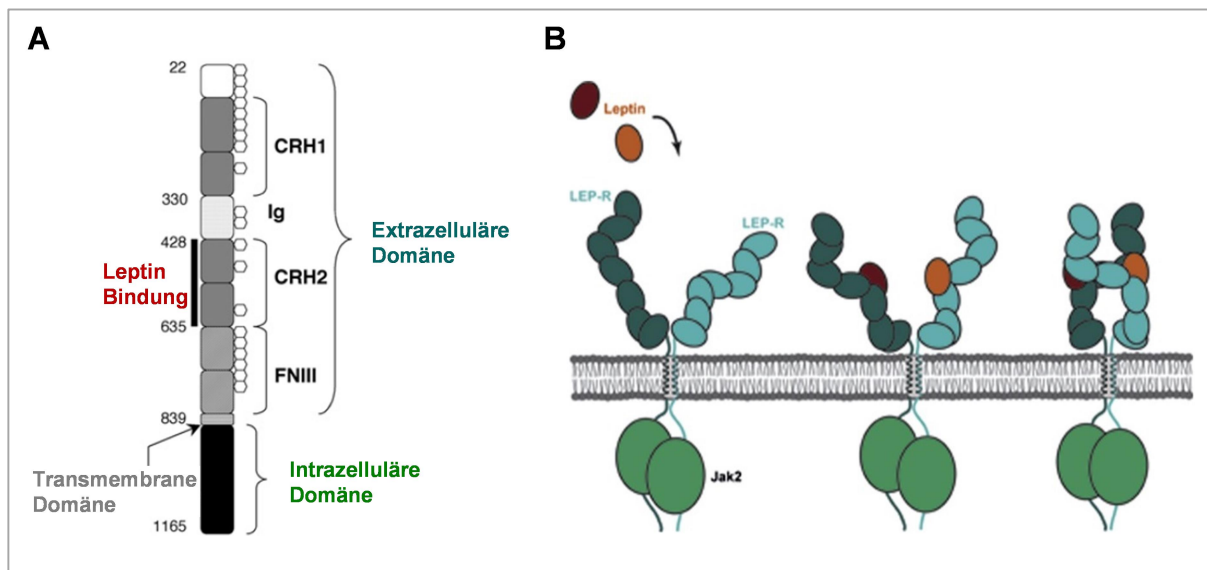 A
22
CRH1
330
Ig
428
Leptin
Bindung
CRH2
635
FNIII
839
Extrazelluläre
Domäne
Transmembrane
Domäne
Intrazelluläre
Domäne
1165
B
Leptin
LEP-R
LEP-R
Jak2